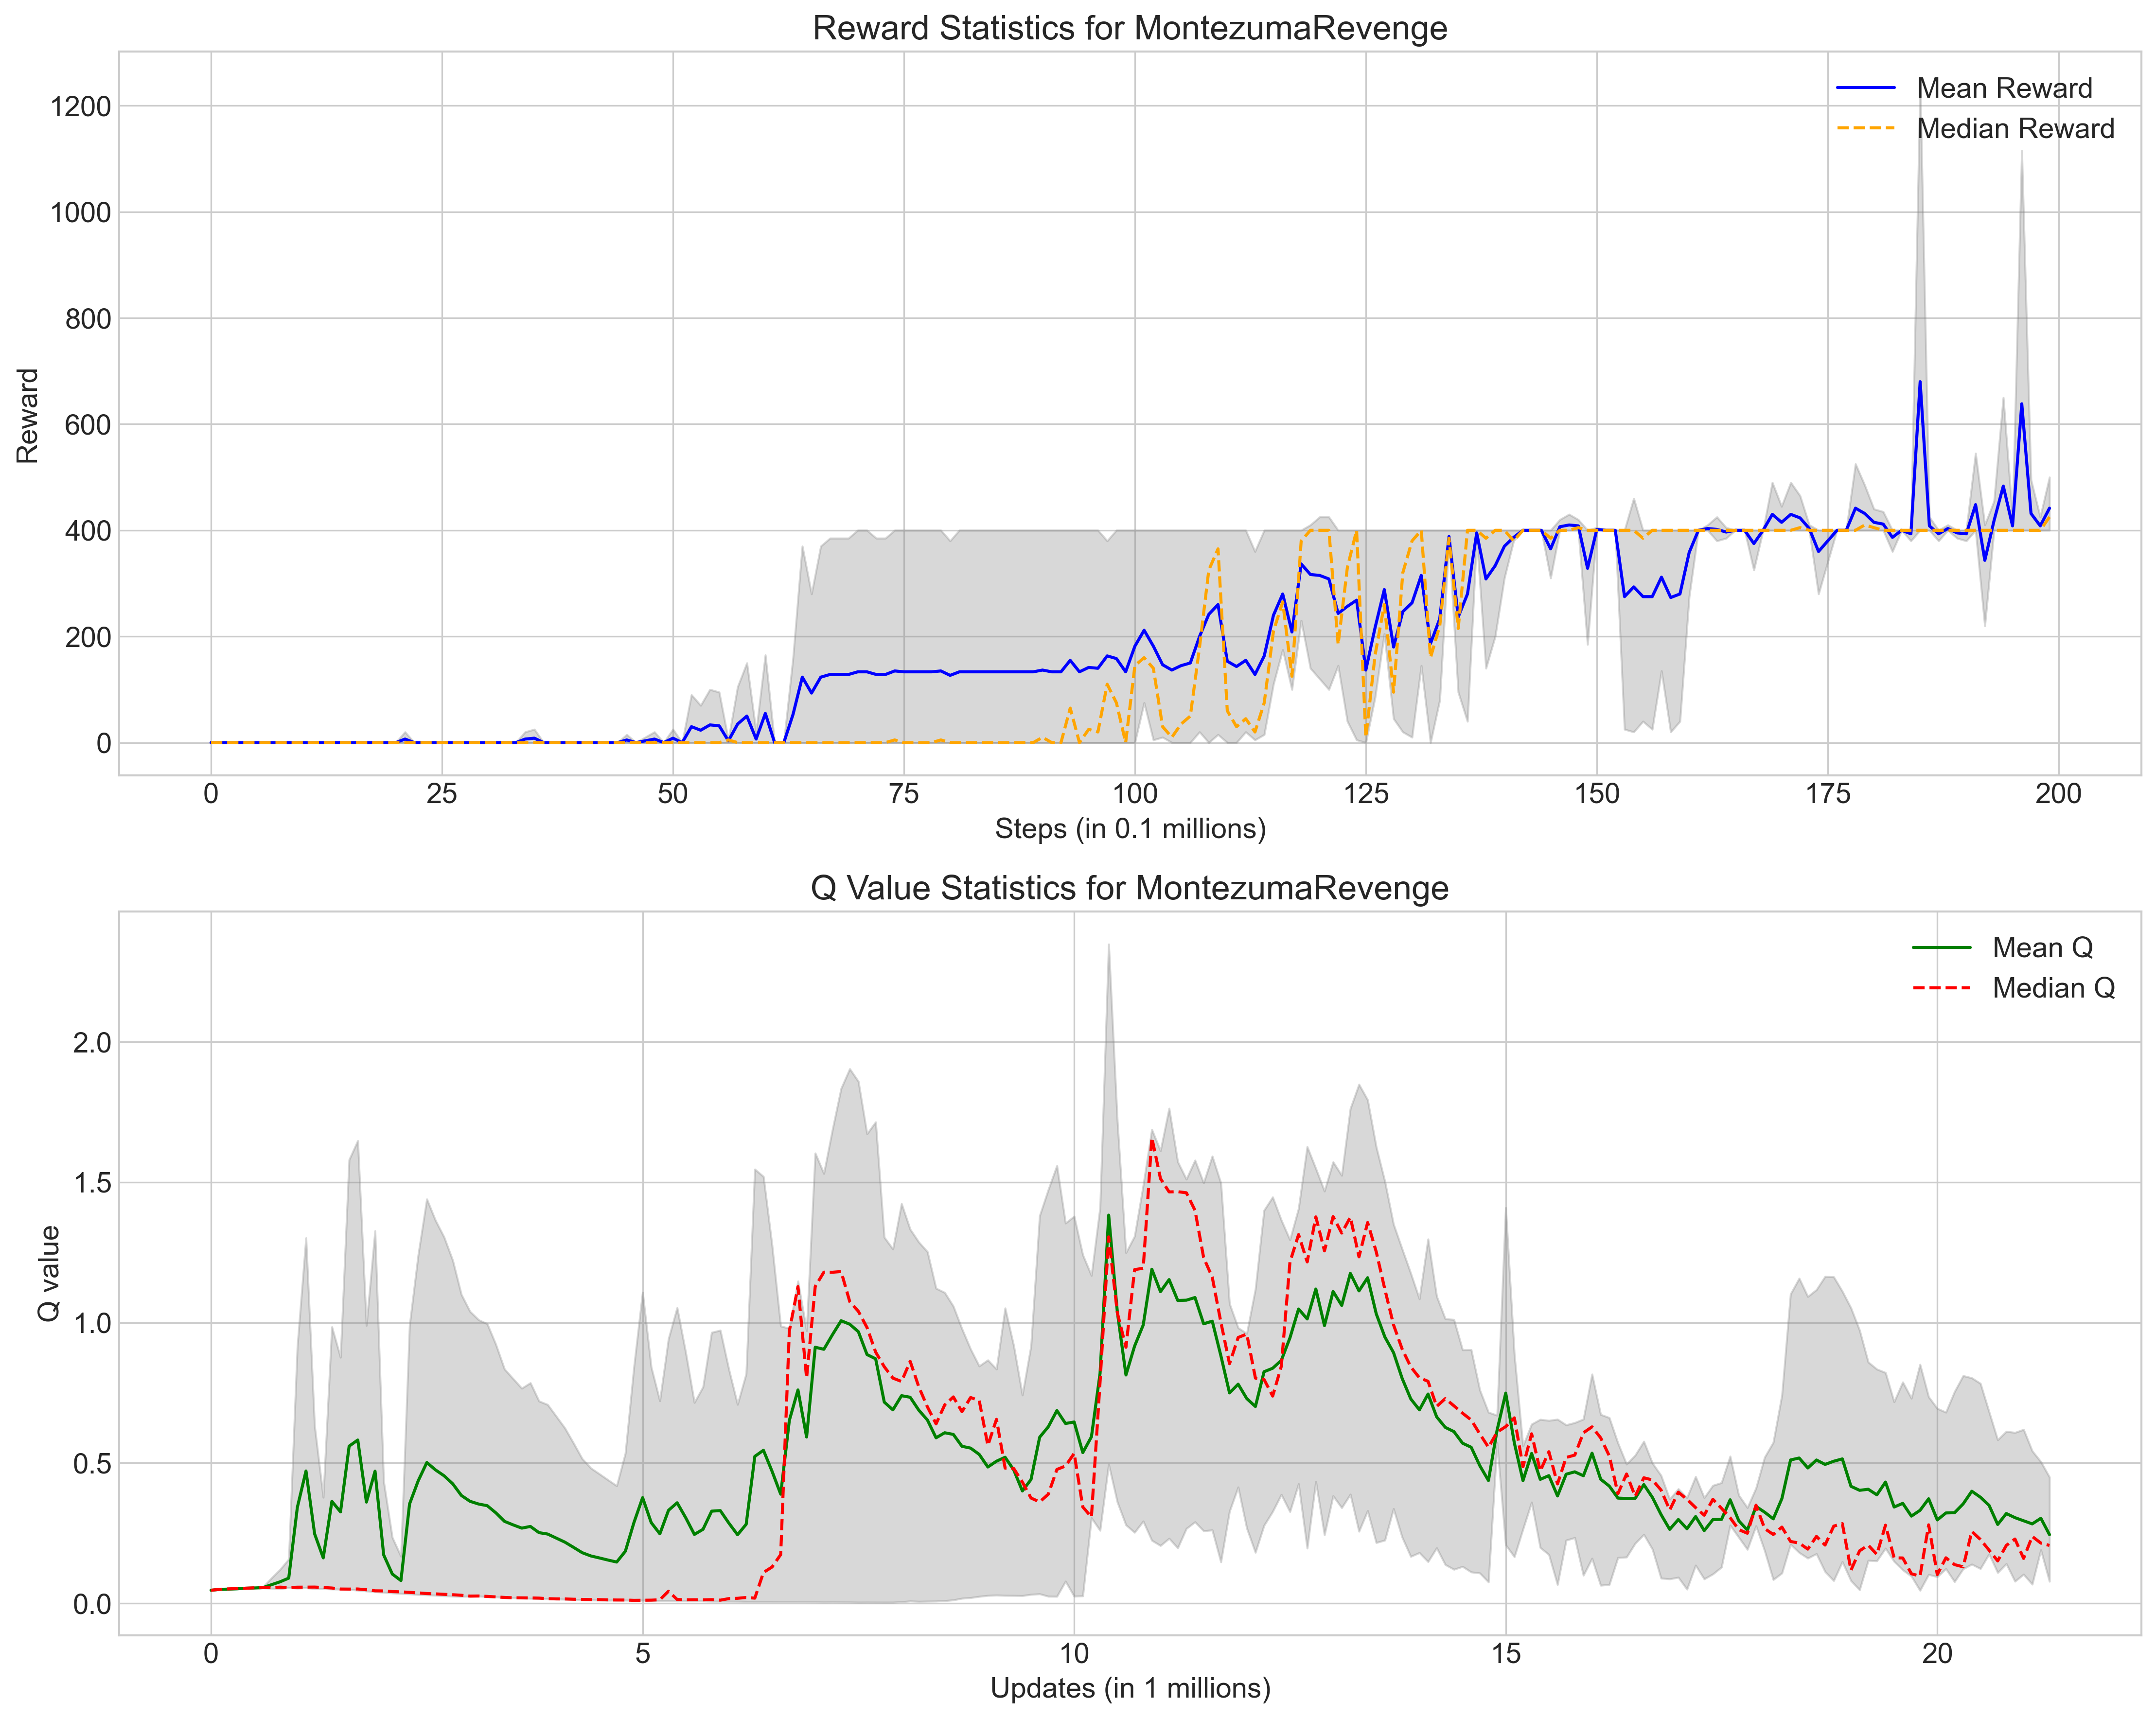 Reward Statistics for MontezumaRevenge
Mean Reward
Median Reward
1200
1000
800
600
400
200
0
Reward
0 25 50 75 100 125 150 175 200
Steps (in 0.1 millions)
Q Value Statistics for MontezumaRevenge
Mean Q
Median Q
2.0
1.5
1.0
0.5
0.0
Q value
0 5 10 15 20
Updates (in 1 millions)